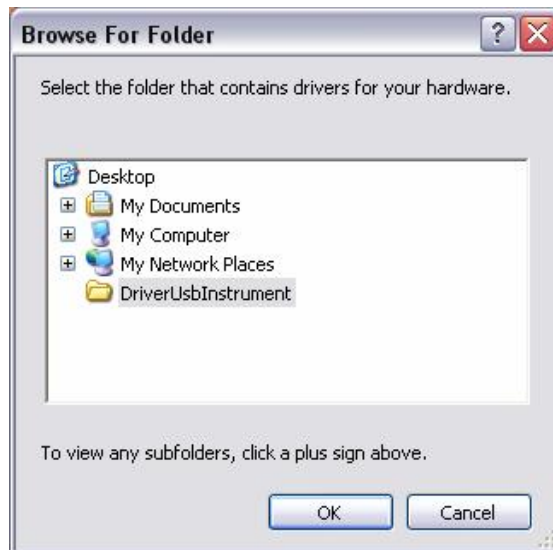 Browse For Folder
Select the folder that contains drivers for your hardware.
Desktop
My Documents
My Computer
My Network Places
DriverUsbInstrument
To view any subfolders, click a plus sign above.
OK Cancel